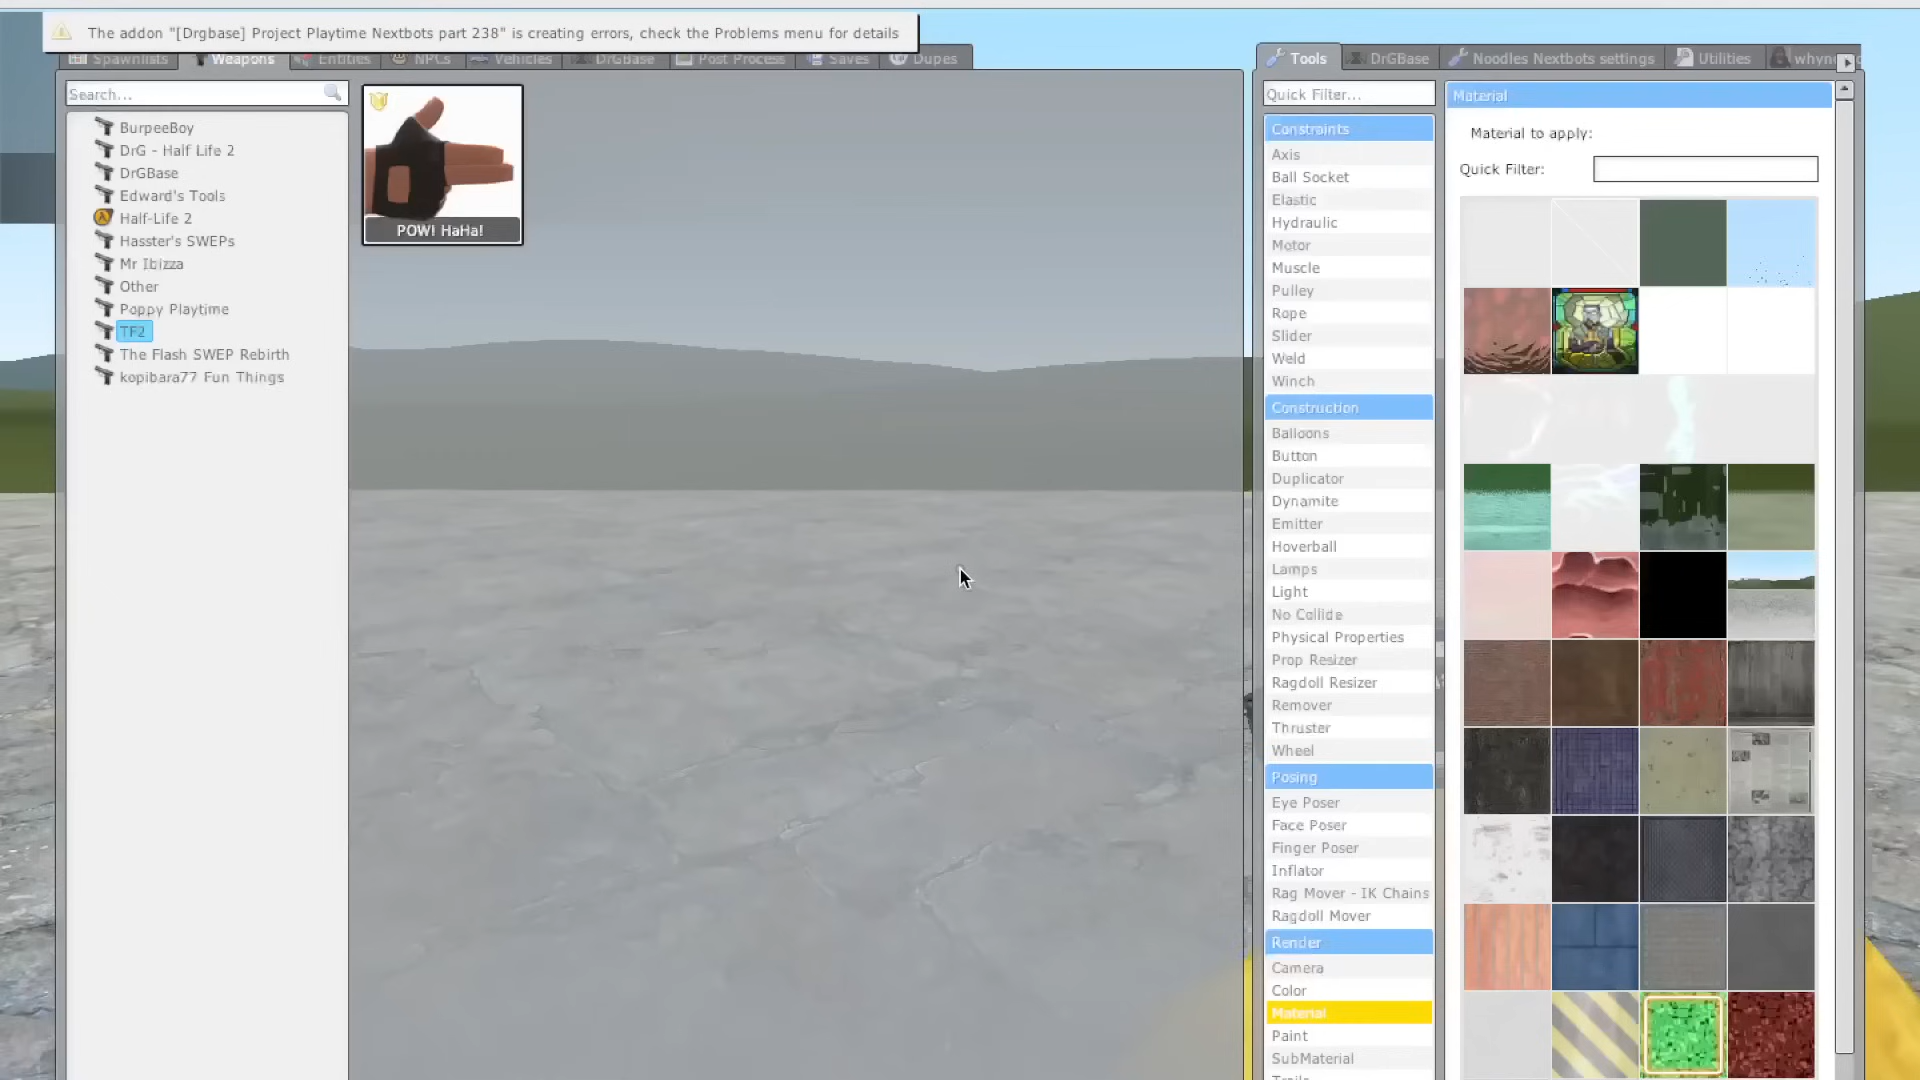 The addon "[Drgbase] Project Playtime Nextbots part 238" is creating errors, check the Problems menu for details
Spawnlists
Weapons
Entities
NPCs
Vehicles
DrGBase
Post Process
Saves
Dupes
Search...
BurpeeBoy
DrG - Half Life 2
DrGBase
Edward's Tools
Half-Life 2
Hasster's SWEPs
Mr Ibizza
Other
Poppy Playtime
TF2
The Flash SWEP Rebirth
kopibara77 Fun Things
POW! HaHa!
Tools
DrGBase
Noodles Nextbots settings
Utilities
Quick Filter...
Constraints
Axis
Ball Socket
Elastic
Hydraulic
Motor
Muscle
Pulley
Rope
Slider
Weld
Winch
Construction
Balloons
Button
Duplicator
Dynamite
Emitter
Hoverball
Lamps
Light
No Collide
Physical Properties
Prop Resizer
Ragdoll Resizer
Remover
Thruster
Wheel
Posing
Eye Poser
Face Poser
Finger Poser
Inflator
Rag Mover - IK Chains
Ragdoll Mover
Render
Camera
Color
Material
Paint
SubMaterial
Material
Material to apply:
Quick Filter: